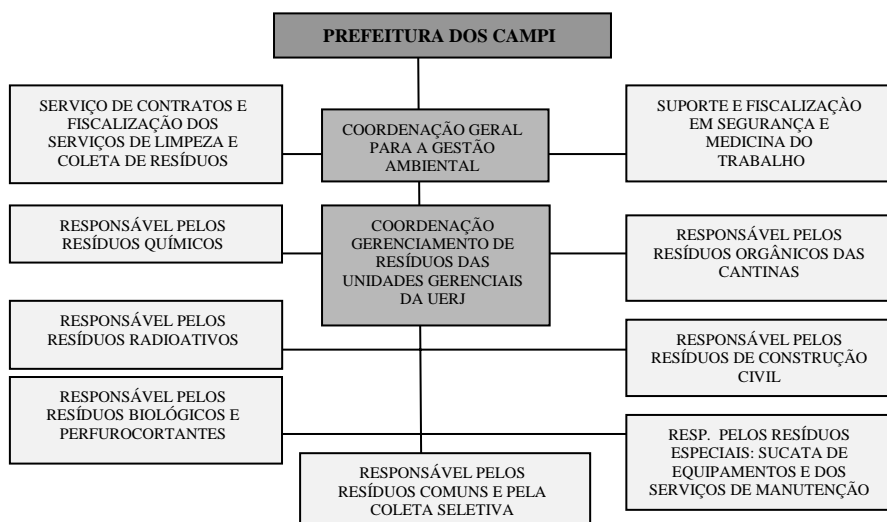 PREFEITURA DOS CAMPI
SERVIÇO DE CONTRATOS E
FISCALIZAÇÃO DOS
SERVIÇOS DE LIMPEZA E
COLETA DE RESÍDUOS
COORDENAÇÃO GERAL
PARA A GESTÃO
AMBIENTAL
SUPORTE E FISCALIZAÇÀO
EM SEGURANÇA E
MEDICINA DO
TRABALHO
RESPONSÁVEL PELOS
RESÍDUOS QUÍMICOS
COORDENAÇÃO
GERENCIAMENTO DE
RESÍDUOS DAS
UNIDADES GERENCIAIS
DA UERJ
RESPONSÁVEL PELOS
RESÍDUOS ORGÂNICOS DAS
CANTINAS
RESPONSÁVEL PELOS
RESÍDUOS RADIOATIVOS
RESPONSÁVEL PELOS
RESÍDUOS DE CONSTRUÇÃO
CIVIL
RESPONSÁVEL PELOS
RESÍDUOS BIOLÓGICOS E
PERFUROCORTANTES
RESP. PELOS RESÍDUOS
ESPECIAIS: SUCATA DE
EQUIPAMENTOS E DOS
SERVIÇOS DE MANUTENÇÃO
RESPONSÁVEL PELOS
RESÍDUOS COMUNS E PELA
COLETA SELETIVA